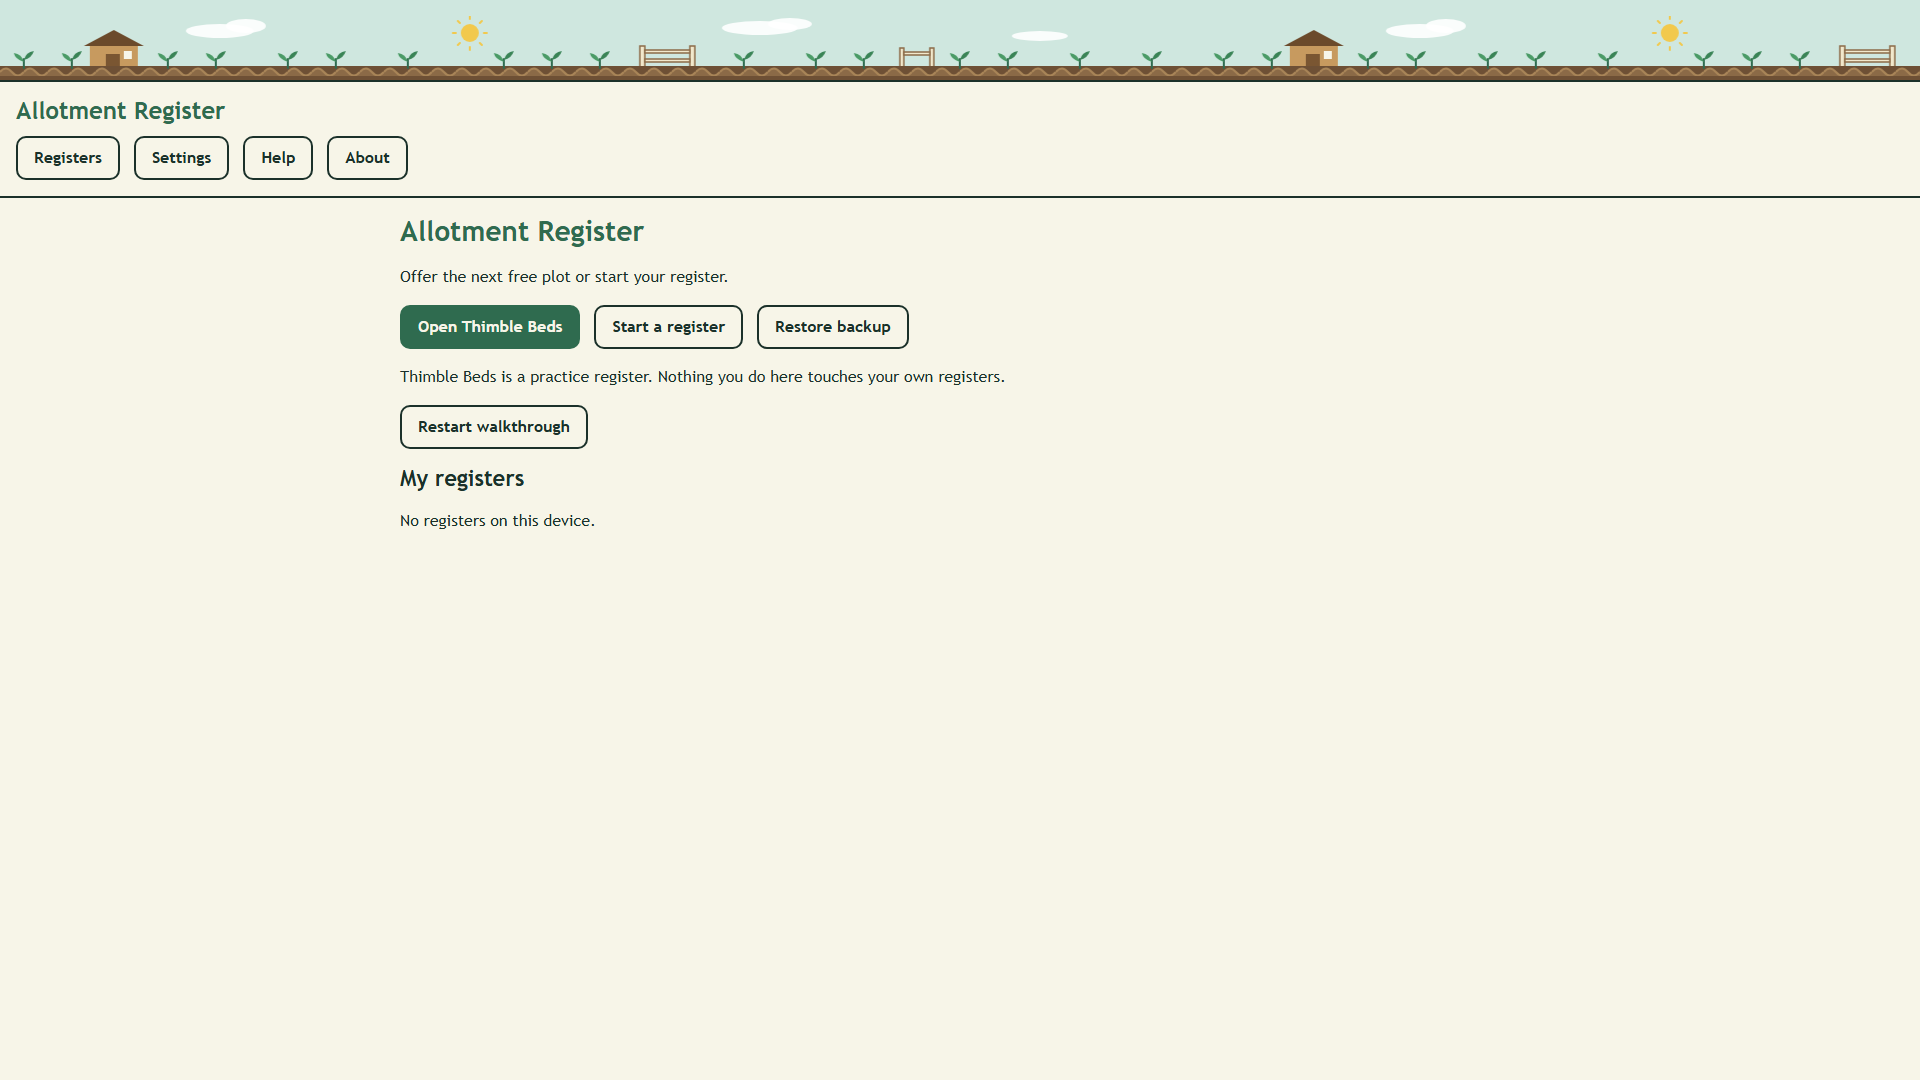 Allotment Register
Registers Settings Help About
Allotment Register
Offer the next free plot or start your register.
Open Thimble Beds Start a register Restore backup
Thimble Beds is a practice register. Nothing you do here touches your own registers.
Restart walkthrough
My registers
No registers on this device.